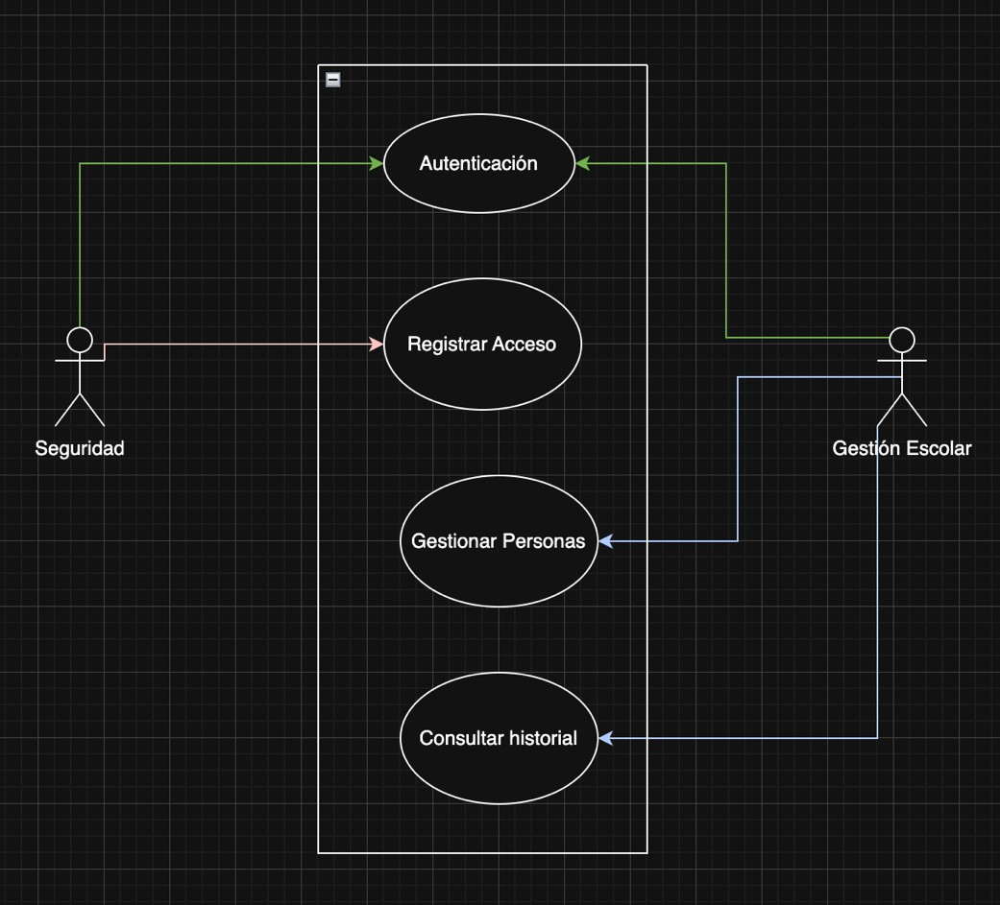 Autenticación
Registrar Acceso
Seguridad
Gestión Escolar
Gestionar Personas
Consultar historial